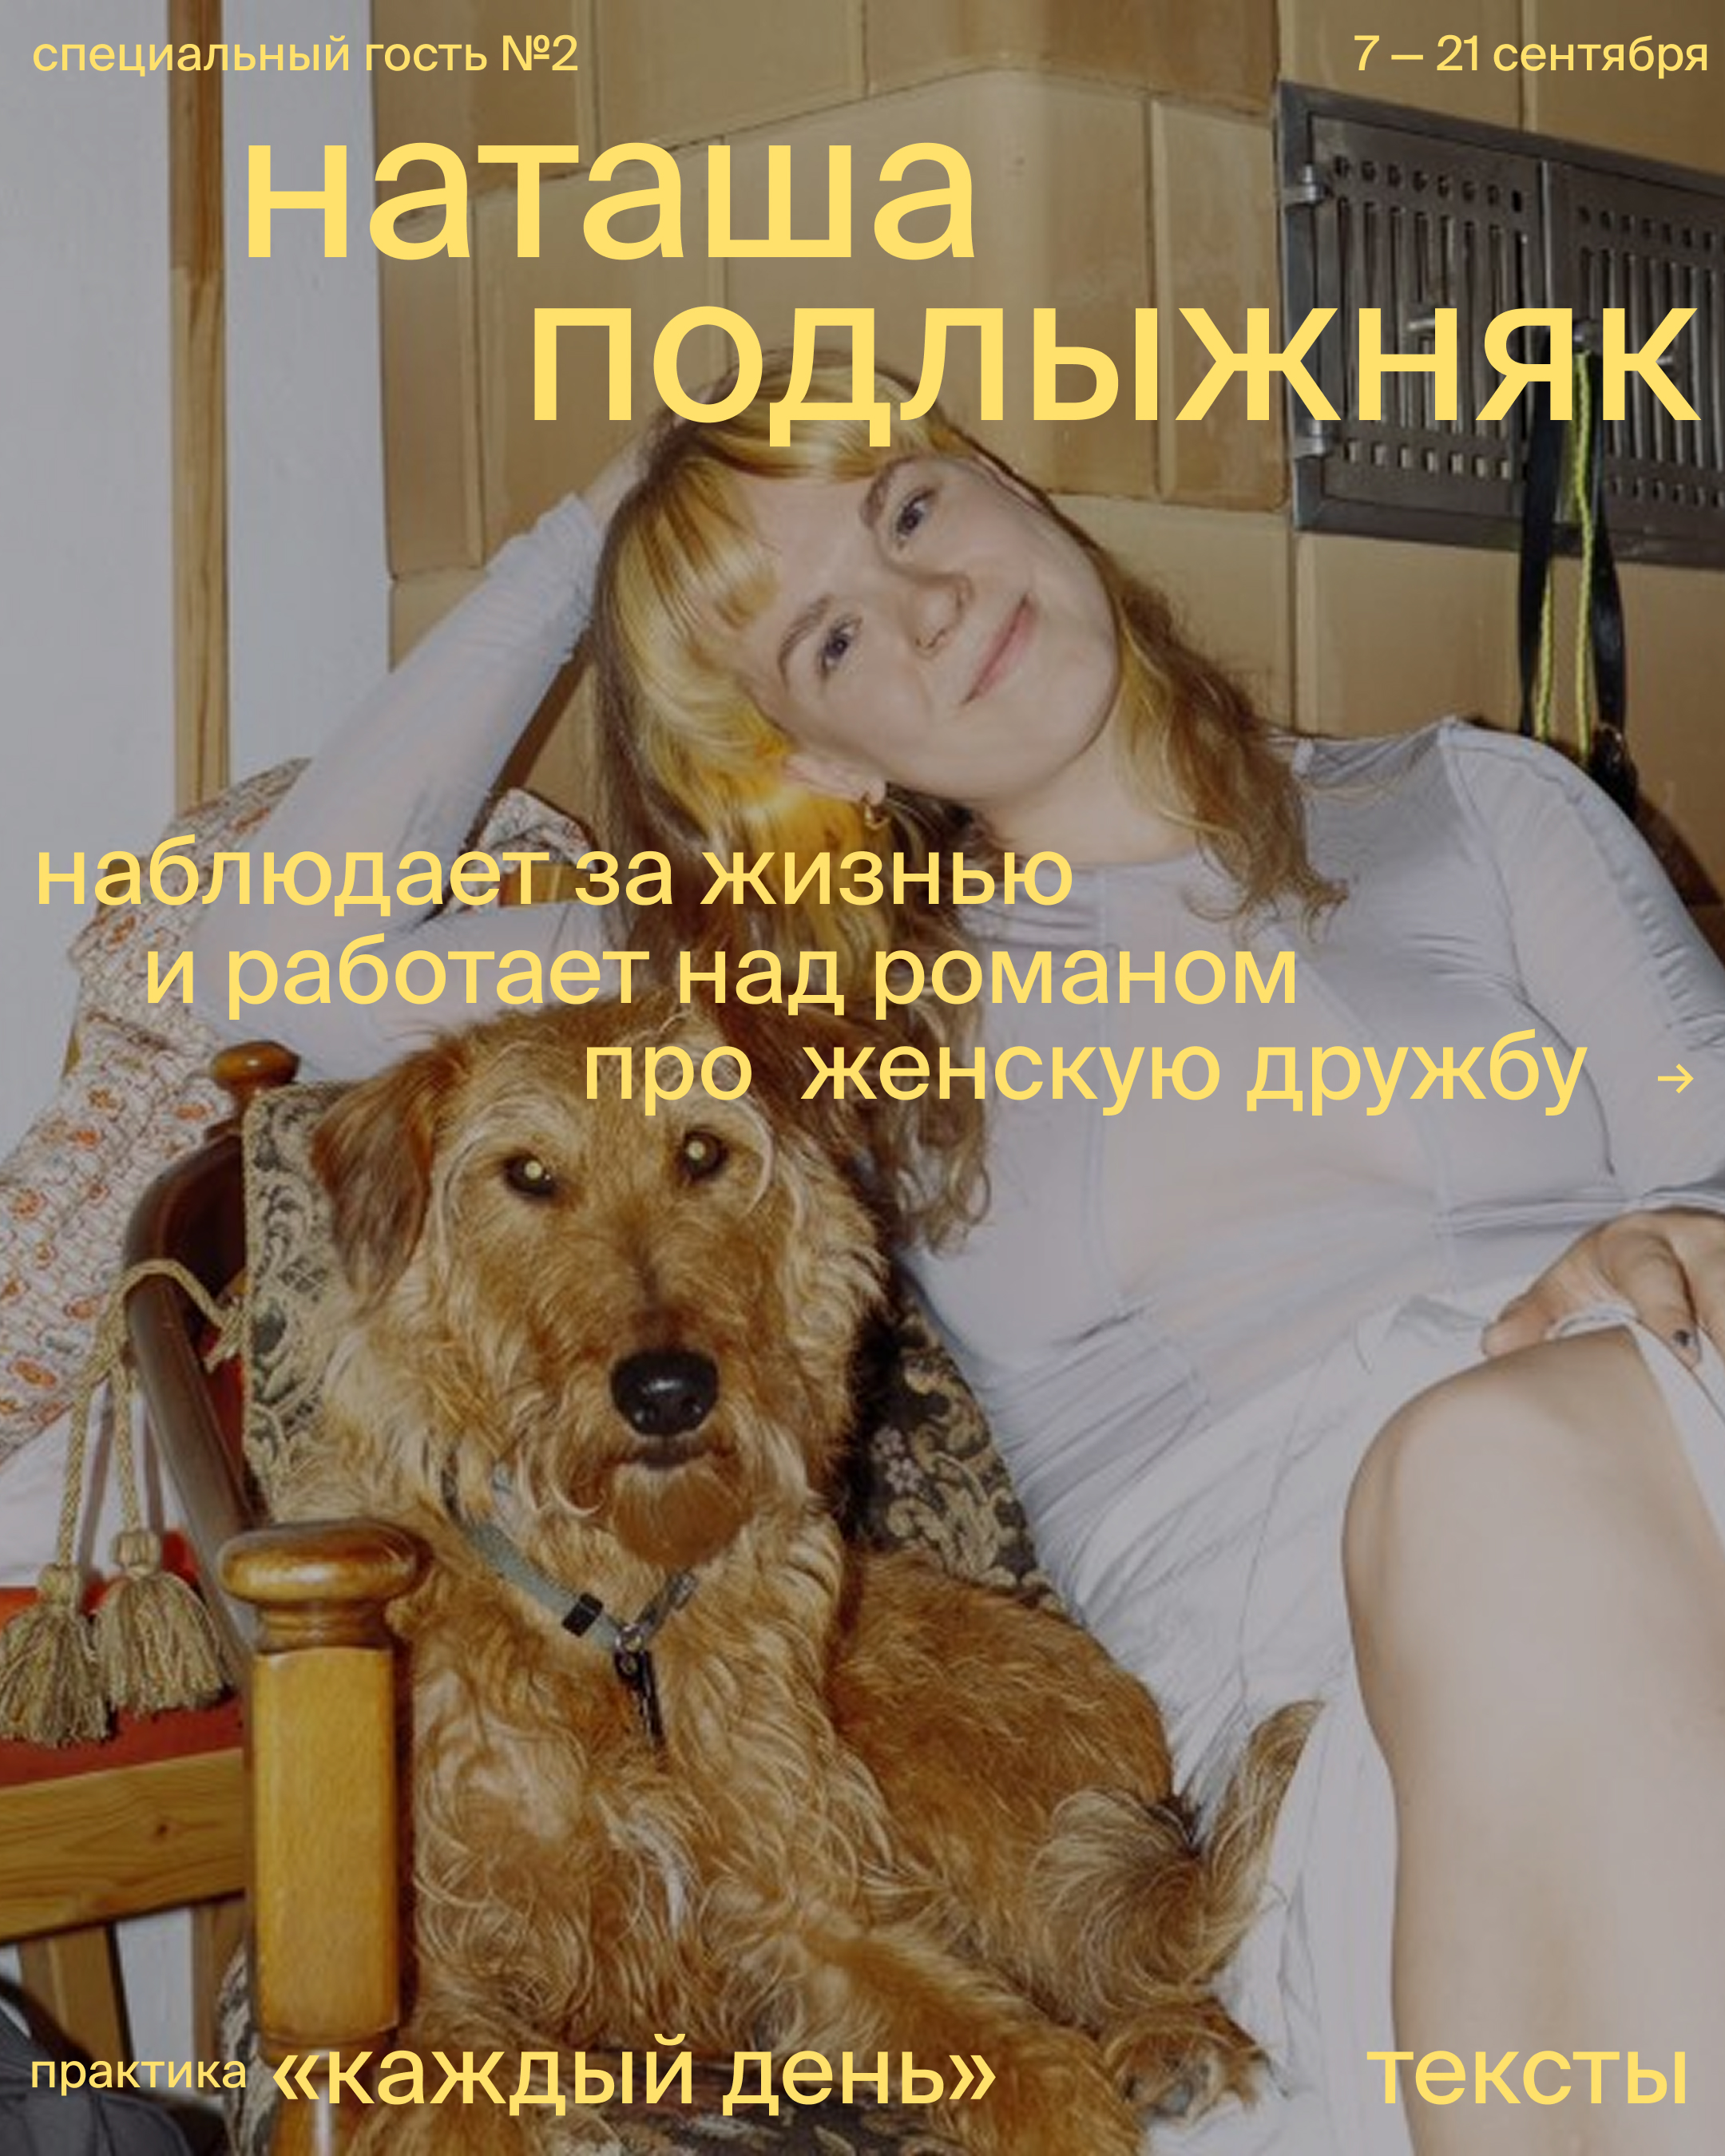 специальный гость №2
7 — 21 сентября
наташа
подлыжняк
наблюдает за жизнью
и работает над романом
про женскую дружбу →
практика «каждый день»
тексты